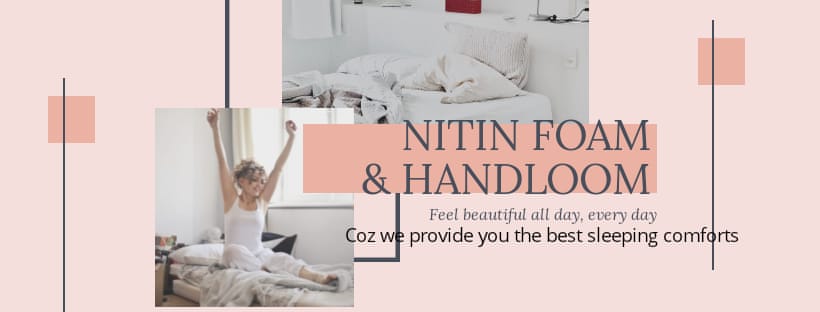 NITIN FOAM
& HANDLOOM
Feel beautiful all day, every day
Coz we provide you the best sleeping comforts